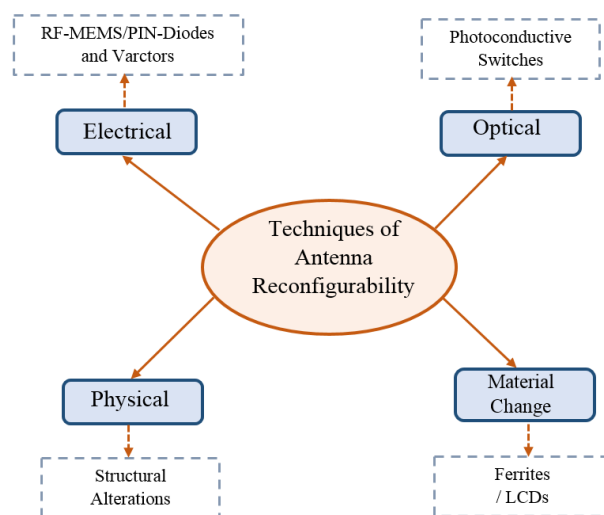 RF-MEMS/PIN-Diodes
and Varctors
Photoconductive
Switches
Electrical
Optical
Techniques of
Antenna
Reconfigurability
Physical
Material
Change
Structural
Alterations
Ferrites
/ LCDs